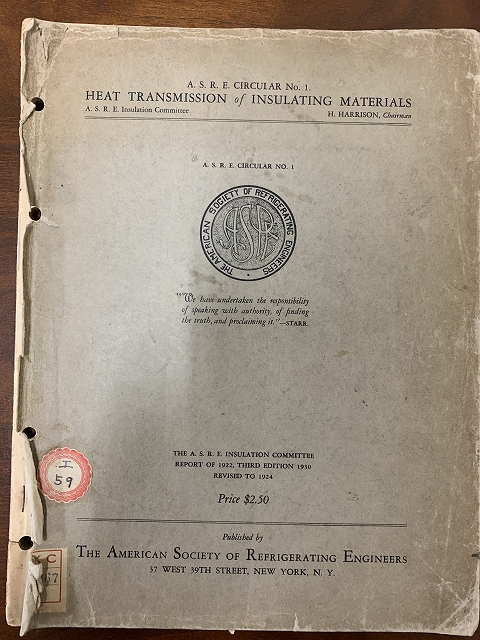 A. S. R. E. CIRCULAR No. 1.
HEAT TRANSMISSION of INSULATING MATERIALS
A. S. R. E. Insulation Committee H. HARRISON, Chairman
A. S. R. E. CIRCULAR NO. 1
THE AMERICAN SOCIETY OF REFRIGERATING ENGINEERS
ASRE
"We have undertaken the responsibility
of speaking with authority, of finding
the truth, and proclaiming it."—STARR.
THE A. S. R. E. INSULATION COMMITTEE
REPORT OF 1922, THIRD EDITION 1930
REVISED TO 1924
Price $2.50
エ
59
Published by
THE AMERICAN SOCIETY OF REFRIGERATING ENGINEERS
37 WEST 39TH STREET, NEW YORK, N. Y.
C
67